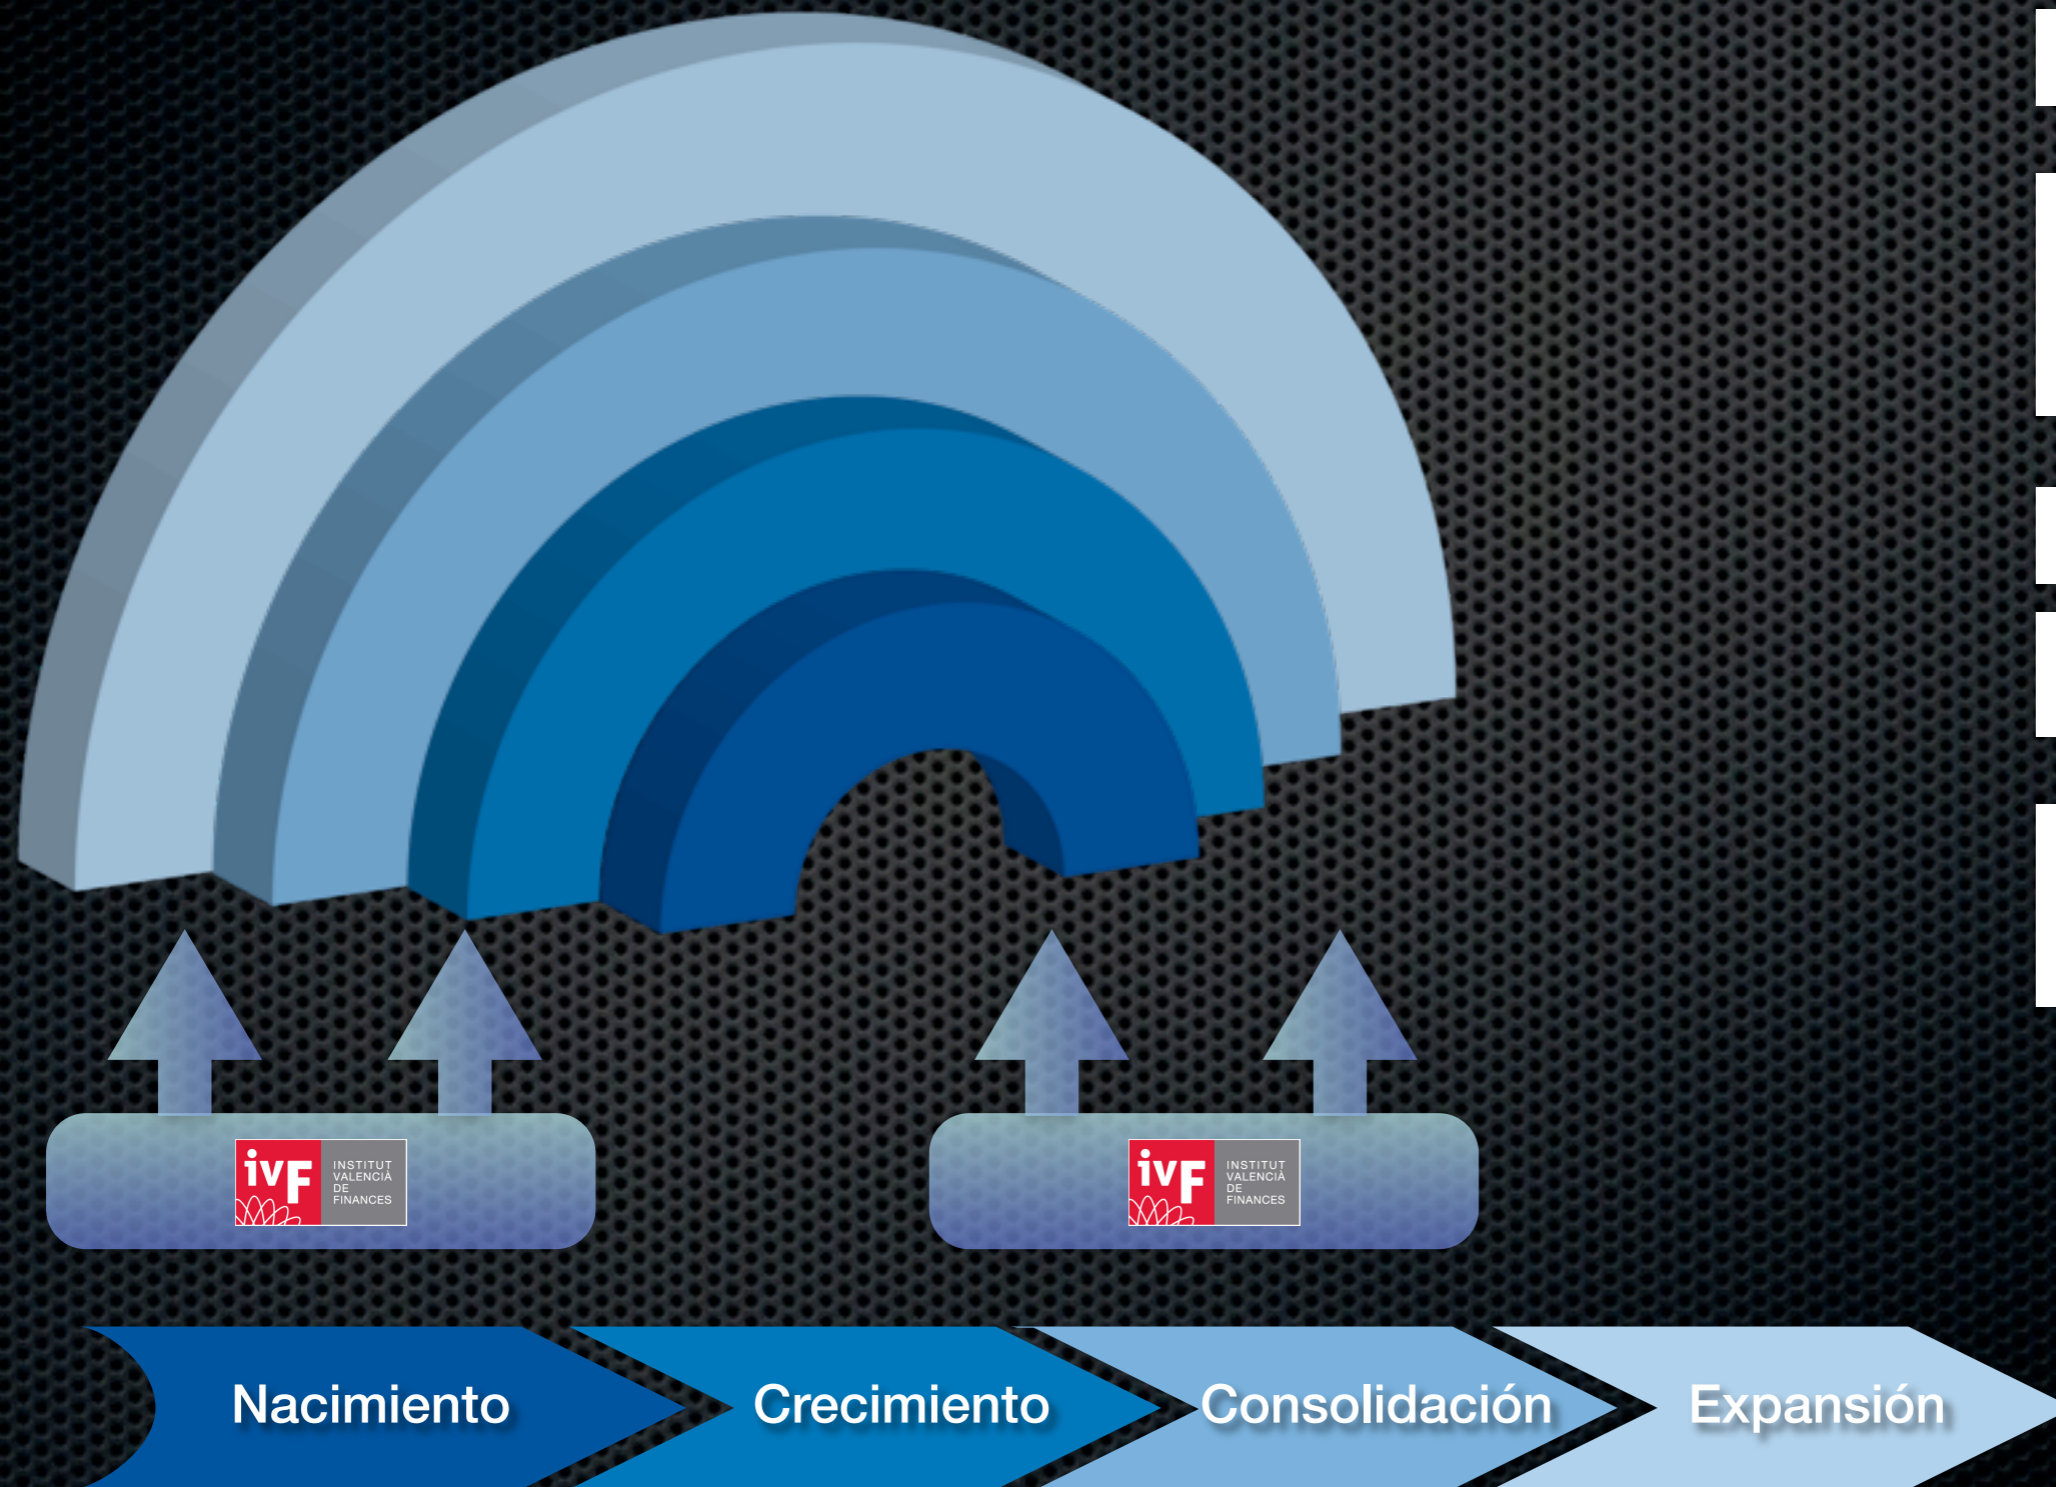 ivF
INSTITUT
VALENCIÀ
DE
FINANCES
ivF
INSTITUT
VALENCIÀ
DE
FINANCES
Nacimiento
Crecimiento
Consolidación
Expansión